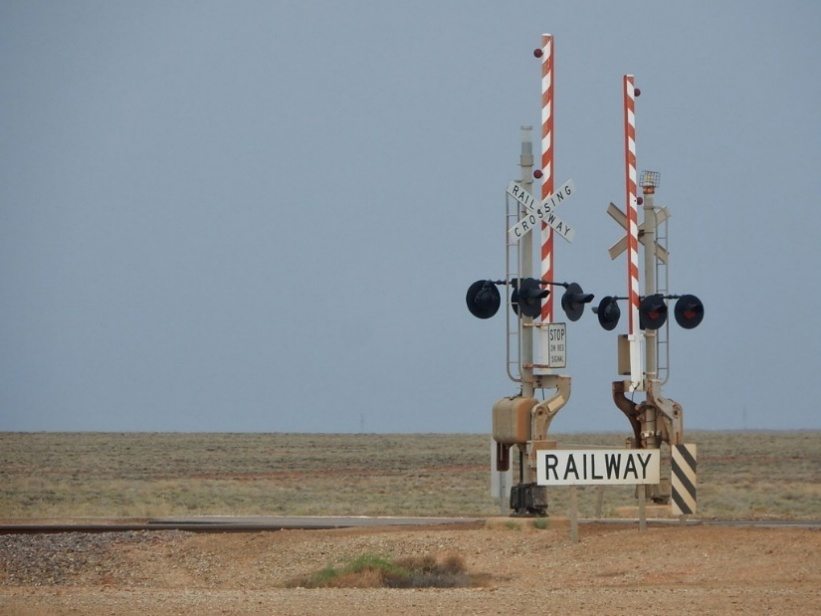 RAILWAY
CROSSING
STOP
ON RED
SIGNAL
RAILWAY